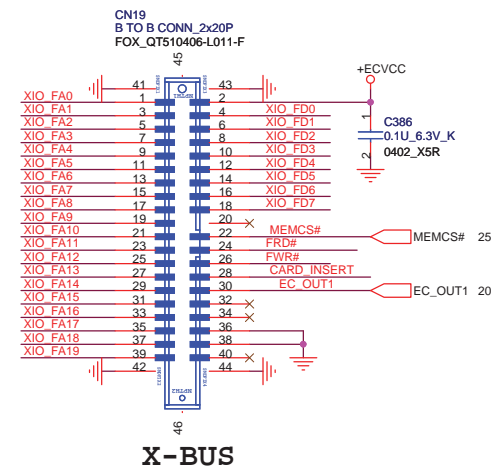 CN19
B TO B CONN_2x20P
FOX_QT510406-L011-F
45
+ECVCC
41 43
XIO_FA0 1 2
XIO_FA1 3 4 XIO_FD0
XIO_FA2 5 6 XIO_FD1
XIO_FA3 7 8 XIO_FD2
XIO_FA4 9 10 XIO_FD3
XIO_FA5 11 12 XIO_FD4
XIO_FA6 13 14 XIO_FD5
XIO_FA7 15 16 XIO_FD6
XIO_FA8 17 18 XIO_FD7
XIO_FA9 19 20
XIO_FA10 21 22 MEMCS# MEMCS# 25
XIO_FA11 23 24 FRD#
XIO_FA12 25 26 FWR#
XIO_FA13 27 28 CARD_INSERT
XIO_FA14 29 30 EC_OUT1 EC_OUT1 20
XIO_FA15 31 32
XIO_FA16 33 34
XIO_FA17 35 36
XIO_FA18 37 38
XIO_FA19 39 40
42 44
46
1
C386
0.1U_6.3V_K
2
0402_X5R
X-BUS